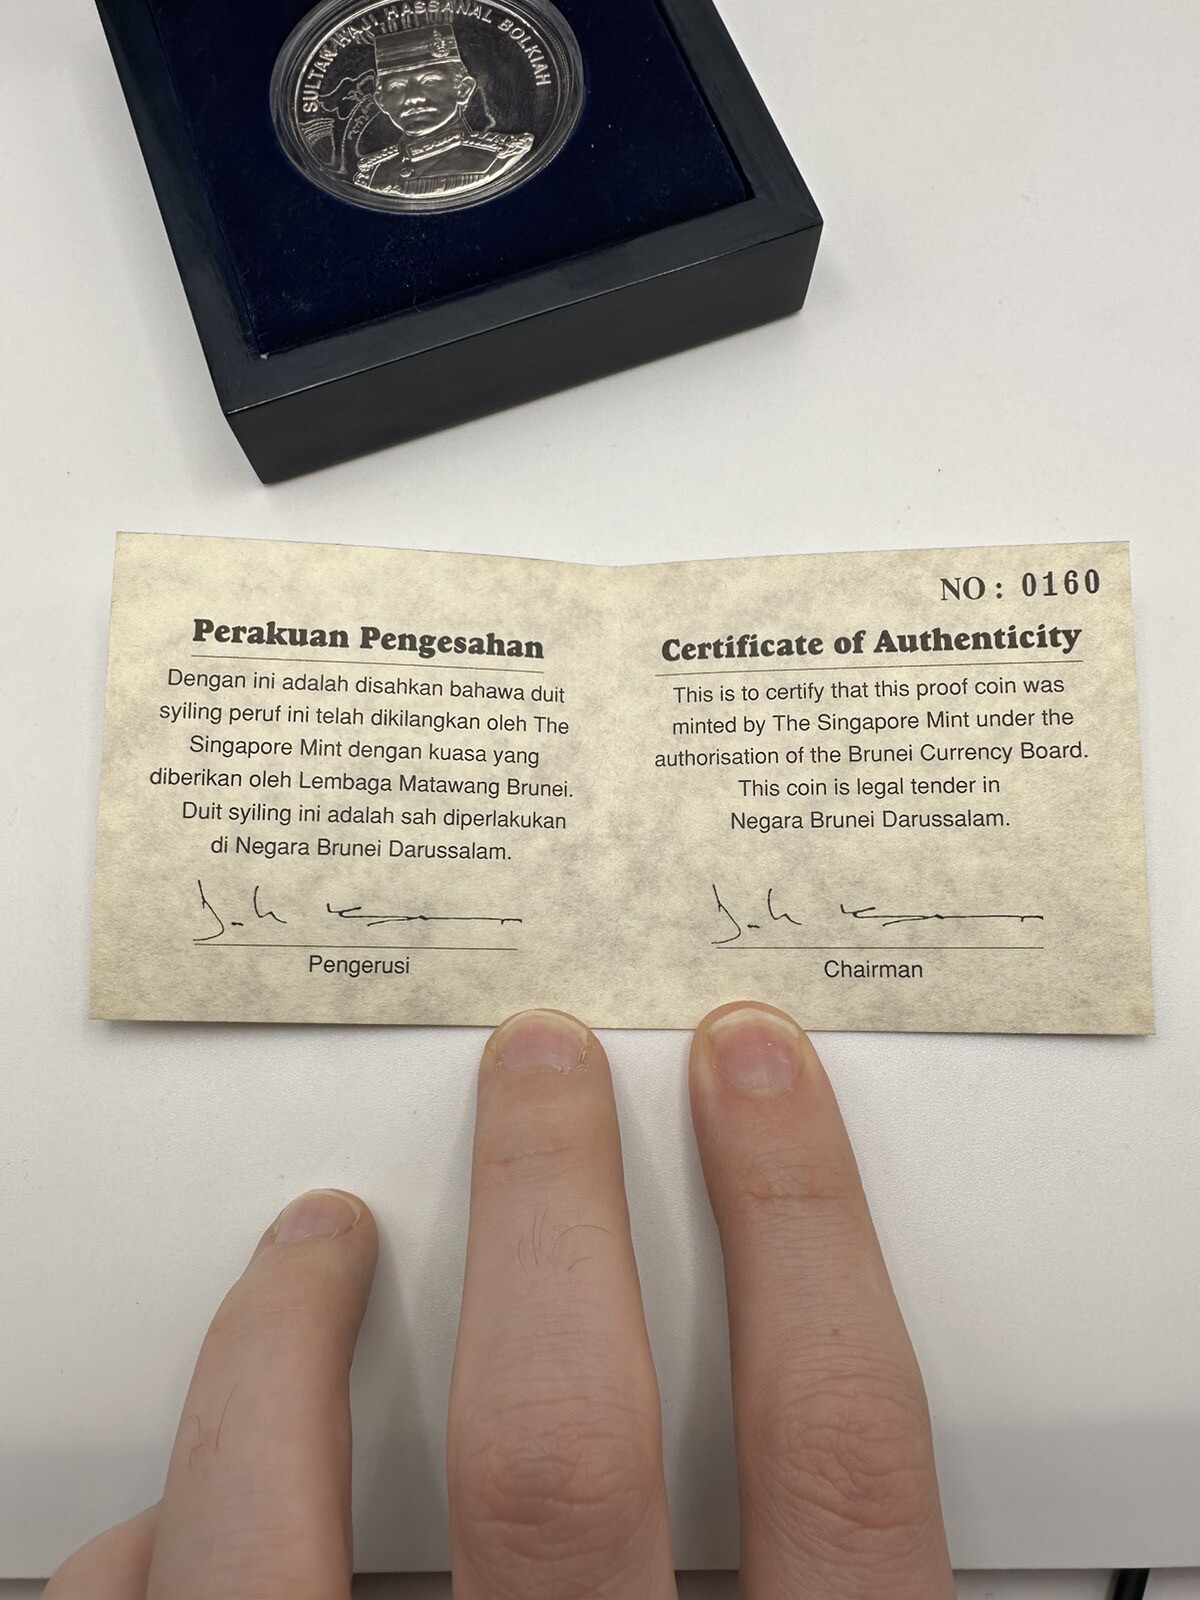 SULTAN HAJI HASSANAL BOLKIAH
Perakuan Pengesahan
Dengan ini adalah disahkan bahawa duit
syiling peruf ini telah dikilangkan oleh The
Singapore Mint dengan kuasa yang
diberikan oleh Lembaga Matawang Brunei.
Duit syiling ini adalah sah diperlakukan
di Negara Brunei Darussalam.
Pengerusi
NO : 0160
Certificate of Authenticity
This is to certify that this proof coin was
minted by The Singapore Mint under the
authorisation of the Brunei Currency Board.
This coin is legal tender in
Negara Brunei Darussalam.
Chairman